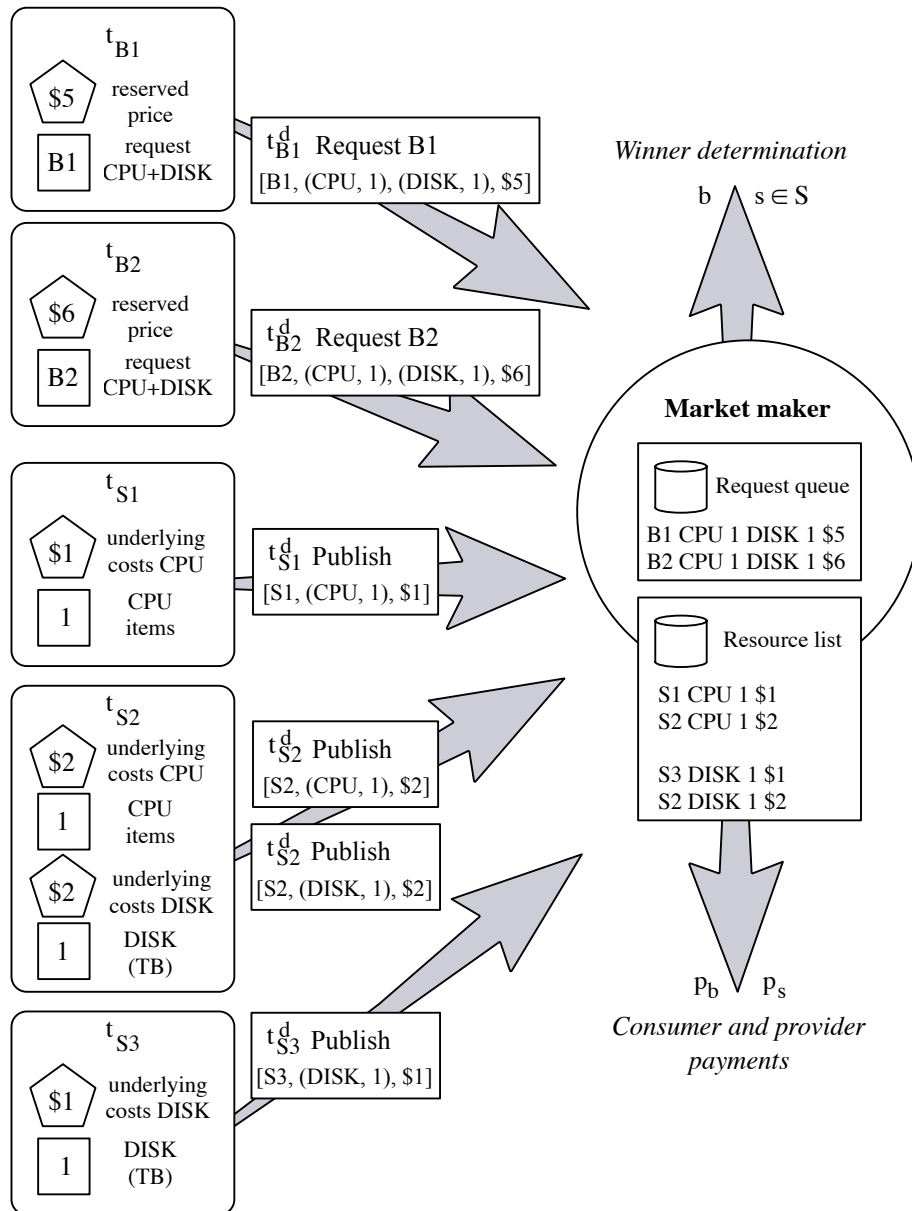 t_B1
$5
reserved
price
B1
request
CPU+DISK
t^d_B1 Request B1
[B1, (CPU, 1), (DISK, 1), $5]
t_B2
$6
reserved
price
B2
request
CPU+DISK
t^d_B2 Request B2
[B2, (CPU, 1), (DISK, 1), $6]
t_S1
$1
underlying
costs CPU
1
CPU
items
t^d_S1 Publish
[S1, (CPU, 1), $1]
t_S2
$2
underlying
costs CPU
1
CPU
items
$2
underlying
costs DISK
1
DISK
(TB)
t^d_S2 Publish
[S2, (CPU, 1), $2]
t^d_S2 Publish
[S2, (DISK, 1), $2]
t_S3
$1
underlying
costs DISK
1
DISK
(TB)
t^d_S3 Publish
[S3, (DISK, 1), $1]
Winner determination
b s ∈ S
Market maker
Request queue
B1 CPU 1 DISK 1 $5
B2 CPU 1 DISK 1 $6
Resource list
S1 CPU 1 $1
S2 CPU 1 $2
S3 DISK 1 $1
S2 DISK 1 $2
p_b p_s
Consumer and provider
payments